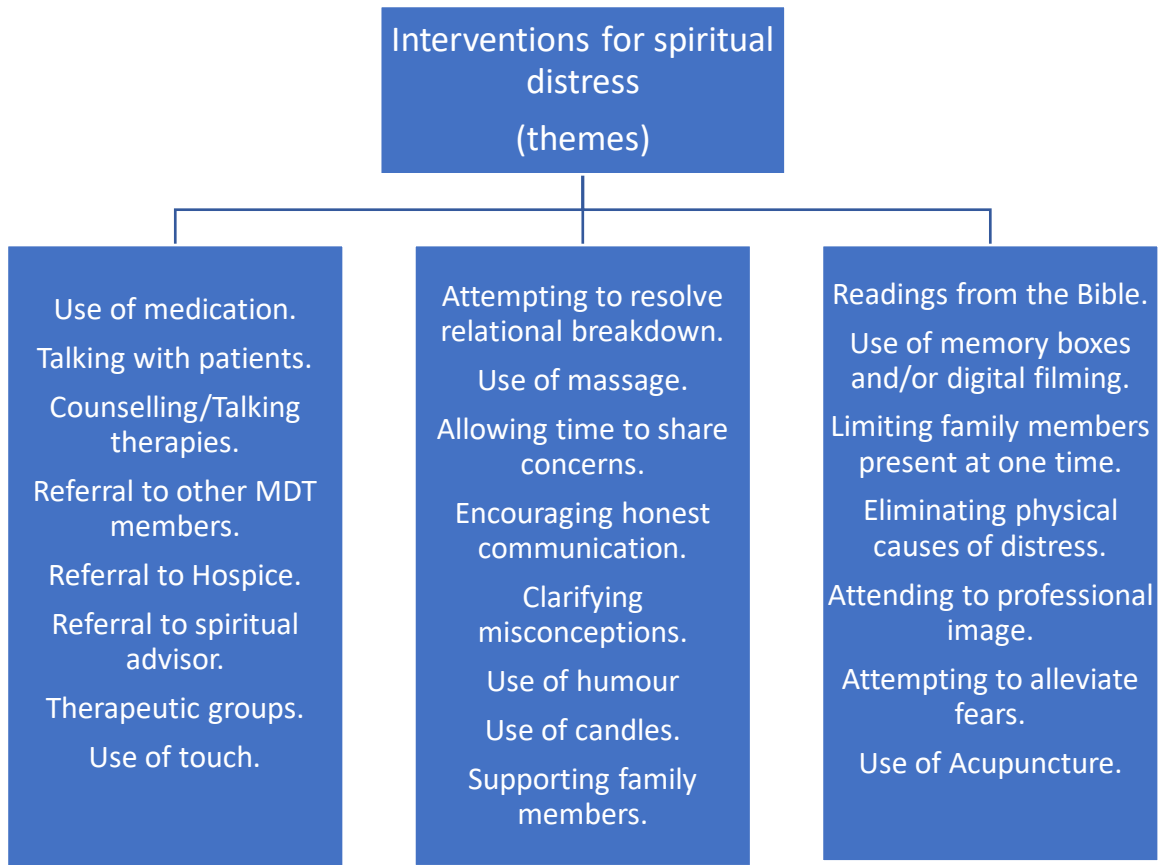 Interventions for spiritual
distress
(themes)
Use of medication.
Talking with patients.
Counselling/Talking
therapies.
Referral to other MDT
members.
Referral to Hospice.
Referral to spiritual
advisor.
Therapeutic groups.
Use of touch.
Attempting to resolve
relational breakdown.
Use of massage.
Allowing time to share
concerns.
Encouraging honest
communication.
Clarifying
misconceptions.
Use of humour
Use of candles.
Supporting family
members.
Readings from the Bible.
Use of memory boxes
and/or digital filming.
Limiting family members
present at one time.
Eliminating physical
causes of distress.
Attending to professional
image.
Attempting to alleviate
fears.
Use of Acupuncture.